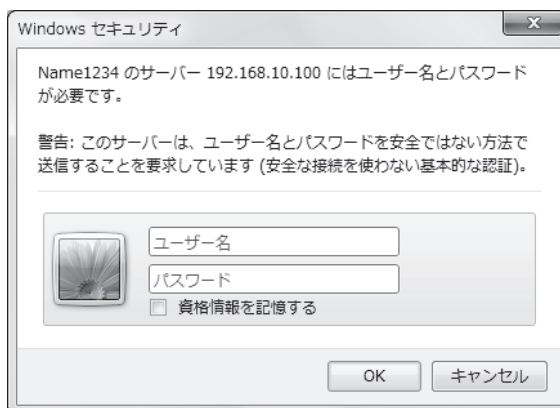 Windows セキュリティ
Name1234 のサーバー 192.168.10.100 にはユーザー名とパスワード
が必要です。
警告: このサーバーは、ユーザー名とパスワードを安全ではない方法で
送信することを要求しています (安全な接続を使わない基本的な認証)。
ユーザー名
パスワード
資格情報を記憶する
OK
キャンセル